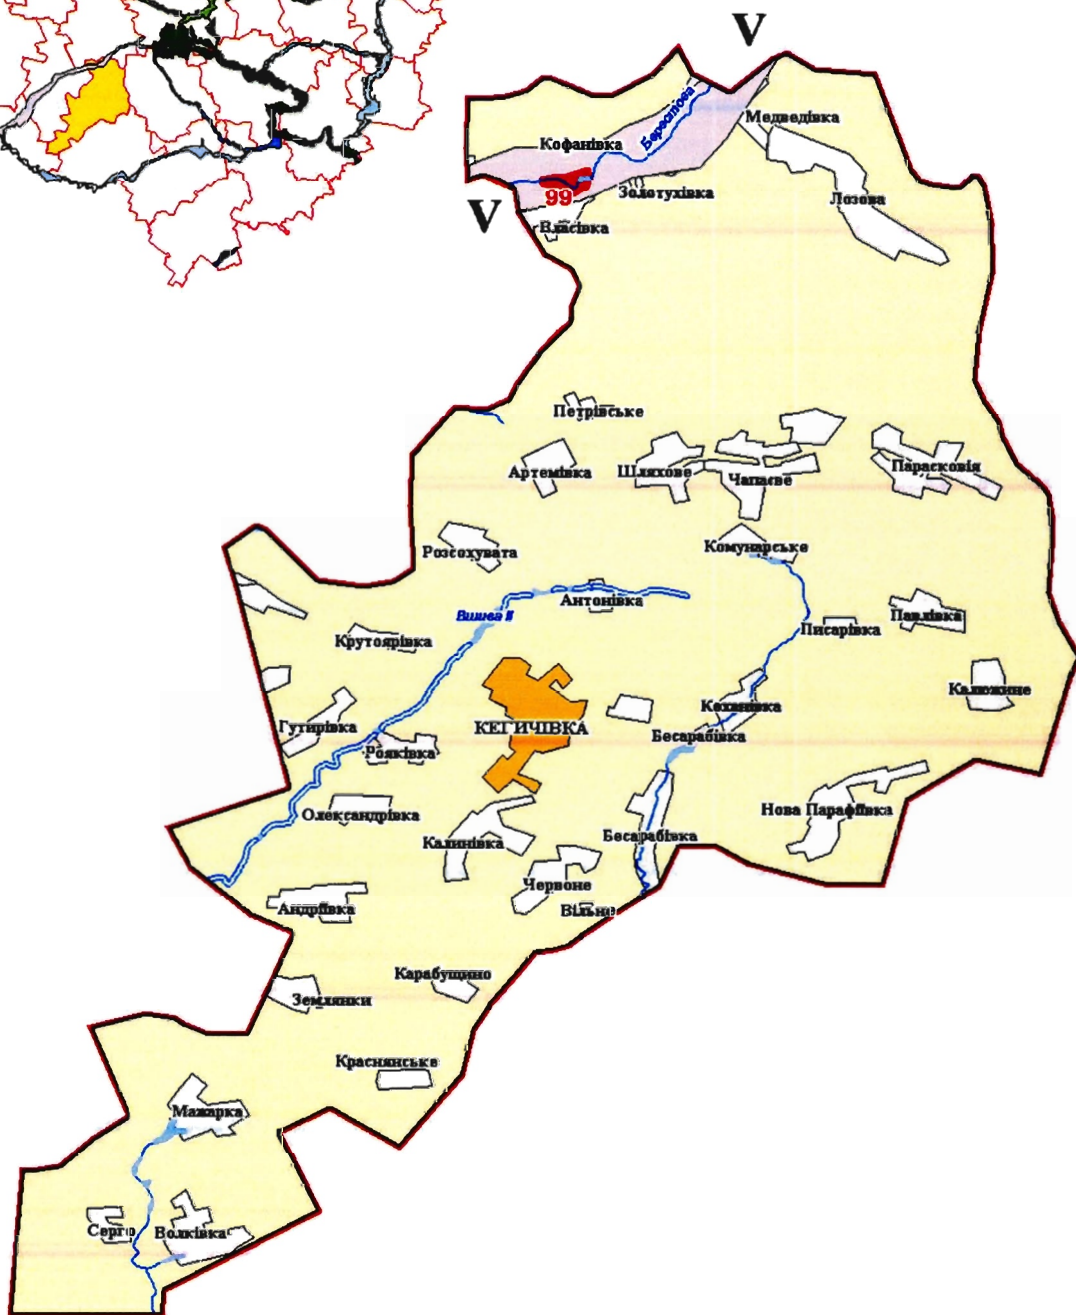 V
Берестова
Медведівка
Кофанівка
Золотухівка
99
Лозова
V
Власівка
Петрівське
Артемівка
Шляхове
Чапаєве
Парасковія
Розсохувата
Комунарське
Антонівка
Вшива II
Писарівка
Павлівка
Крутоярівка
Калюжине
Коханівка
Гутирівка
КЕГИЧІВКА
Бесарабівка
Рояківка
Олександрівка
Нова Парафіївка
Калинівка
Бесарабівка
Червоне
Андріївка
Вільне
Карабущино
Землянки
Краснянське
Мажарка
Серго
Волківка